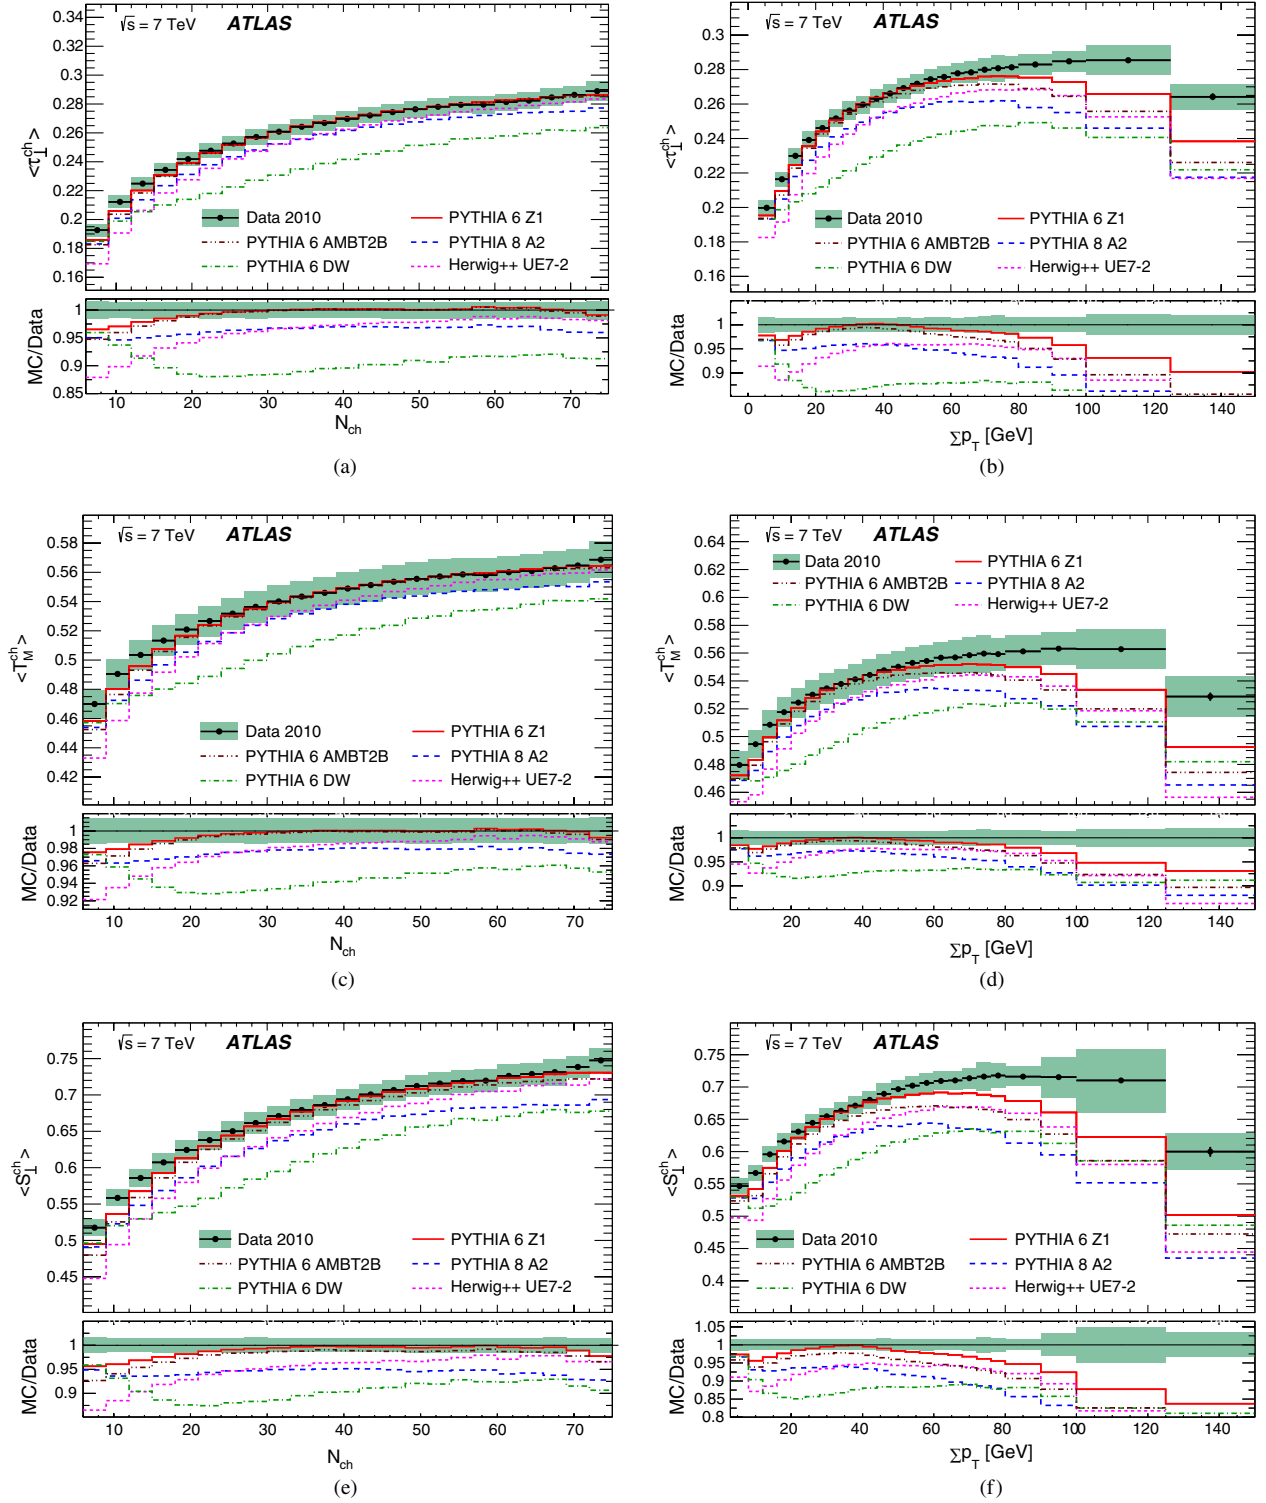 √s = 7 TeV ATLAS
<τ⊥^ch>
0.34
0.32
0.3
0.28
0.26
0.24
0.22
0.2
0.18
0.16
Data 2010 PYTHIA 6 Z1
PYTHIA 6 AMBT2B PYTHIA 8 A2
PYTHIA 6 DW Herwig++ UE7-2
MC/Data
1
0.95
0.9
0.85
10 20 30 40 50 60 70
N_ch
(a)
√s = 7 TeV ATLAS
<τ⊥^ch>
0.3
0.28
0.26
0.24
0.22
0.2
0.18
0.16
Data 2010 PYTHIA 6 Z1
PYTHIA 6 AMBT2B PYTHIA 8 A2
PYTHIA 6 DW Herwig++ UE7-2
MC/Data
1
0.95
0.9
0 20 40 60 80 100 120 140
Σp_T [GeV]
(b)
√s = 7 TeV ATLAS
<T_M^ch>
0.58
0.56
0.54
0.52
0.5
0.48
0.46
0.44
0.42
Data 2010 PYTHIA 6 Z1
PYTHIA 6 AMBT2B PYTHIA 8 A2
PYTHIA 6 DW Herwig++ UE7-2
MC/Data
1
0.98
0.96
0.94
0.92
10 20 30 40 50 60 70
N_ch
(c)
√s = 7 TeV ATLAS
<T_M^ch>
0.64
0.62
0.6
0.58
0.56
0.54
0.52
0.5
0.48
0.46
Data 2010 PYTHIA 6 Z1
PYTHIA 6 AMBT2B PYTHIA 8 A2
PYTHIA 6 DW Herwig++ UE7-2
MC/Data
1
0.95
0.9
20 40 60 80 100 120 140
Σp_T [GeV]
(d)
√s = 7 TeV ATLAS
<S⊥^ch>
0.75
0.7
0.65
0.6
0.55
0.5
0.45
Data 2010 PYTHIA 6 Z1
PYTHIA 6 AMBT2B PYTHIA 8 A2
PYTHIA 6 DW Herwig++ UE7-2
MC/Data
1
0.95
0.9
10 20 30 40 50 60 70
N_ch
(e)
√s = 7 TeV ATLAS
<S⊥^ch>
0.75
0.7
0.65
0.6
0.55
0.5
0.45
0.4
Data 2010 PYTHIA 6 Z1
PYTHIA 6 AMBT2B PYTHIA 8 A2
PYTHIA 6 DW Herwig++ UE7-2
MC/Data
1.05
1
0.95
0.9
0.85
0.8
20 40 60 80 100 120 140
Σp_T [GeV]
(f)